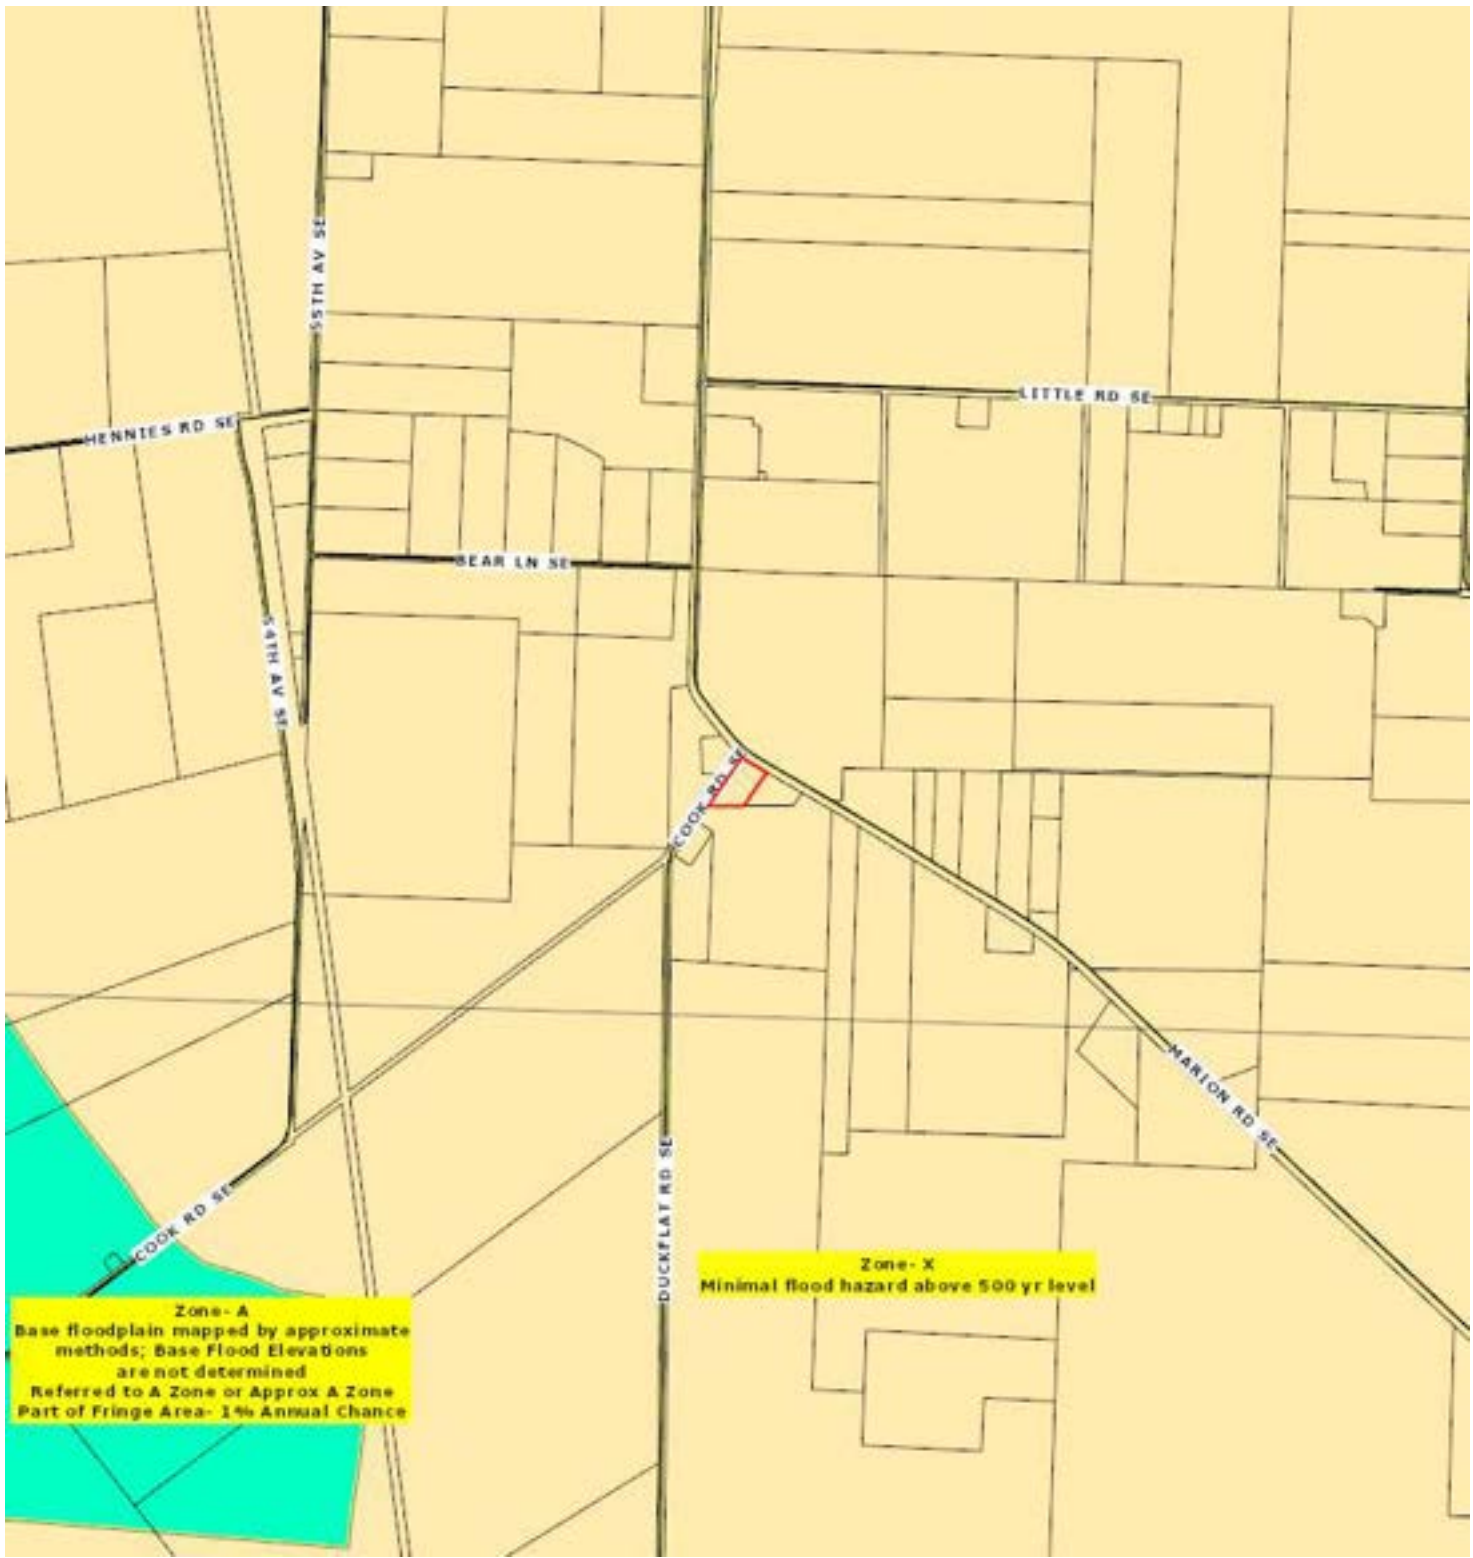 55TH AV SE
LITTLE RD SE
HENNIES RD SE
BEAR LN SE
54TH AV SE
COOK RD SE
MARION RD SE
DUCKFLAT RD SE
COOK RD SE
Zone- X
Minimal flood hazard above 500 yr level
Zone- A
Base floodplain mapped by approximate
methods; Base Flood Elevations
are not determined
Referred to A Zone or Approx A Zone
Part of Fringe Area- 1% Annual Chance